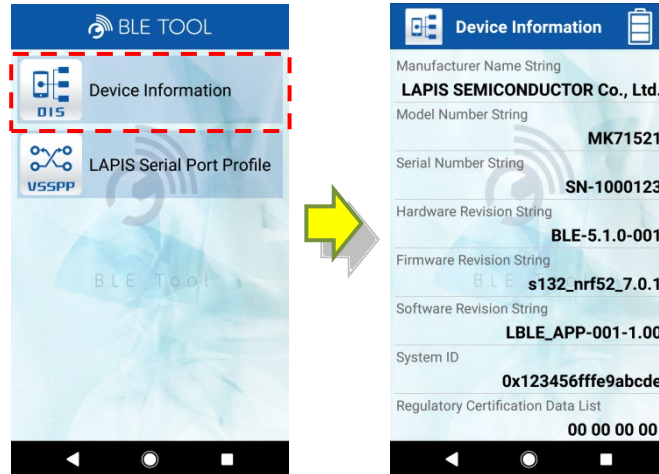 BLE TOOL
DIS
Device Information
VSSPP
LAPIS Serial Port Profile
BLE Tool
Device Information
Manufacturer Name String
LAPIS SEMICONDUCTOR Co., Ltd.
Model Number String
MK71521
Serial Number String
SN-1000123
Hardware Revision String
BLE-5.1.0-001
Firmware Revision String
s132_nrf52_7.0.1
Software Revision String
LBLE_APP-001-1.00
System ID
0x123456fffe9abcde
Regulatory Certification Data List
00 00 00 00